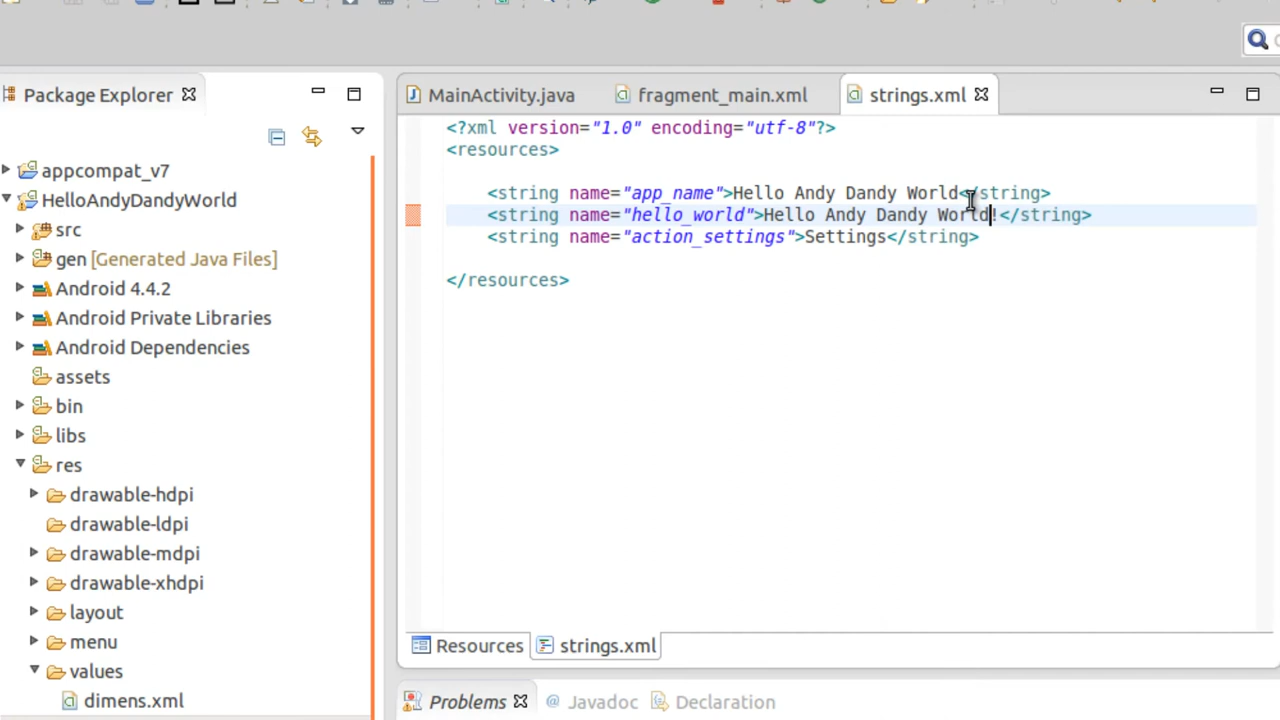 Package Explorer
appcompat_v7
HelloAndyDandyWorld
src
gen [Generated Java Files]
Android 4.4.2
Android Private Libraries
Android Dependencies
assets
bin
libs
res
drawable-hdpi
drawable-ldpi
drawable-mdpi
drawable-xhdpi
layout
menu
values
dimens.xml
MainActivity.java fragment_main.xml strings.xml
<?xml version="1.0" encoding="utf-8"?>
<resources>
<string name="app_name">Hello Andy Dandy World</string>
<string name="hello_world">Hello Andy Dandy World!</string>
<string name="action_settings">Settings</string>
</resources>
Resources strings.xml
Problems @ Javadoc Declaration